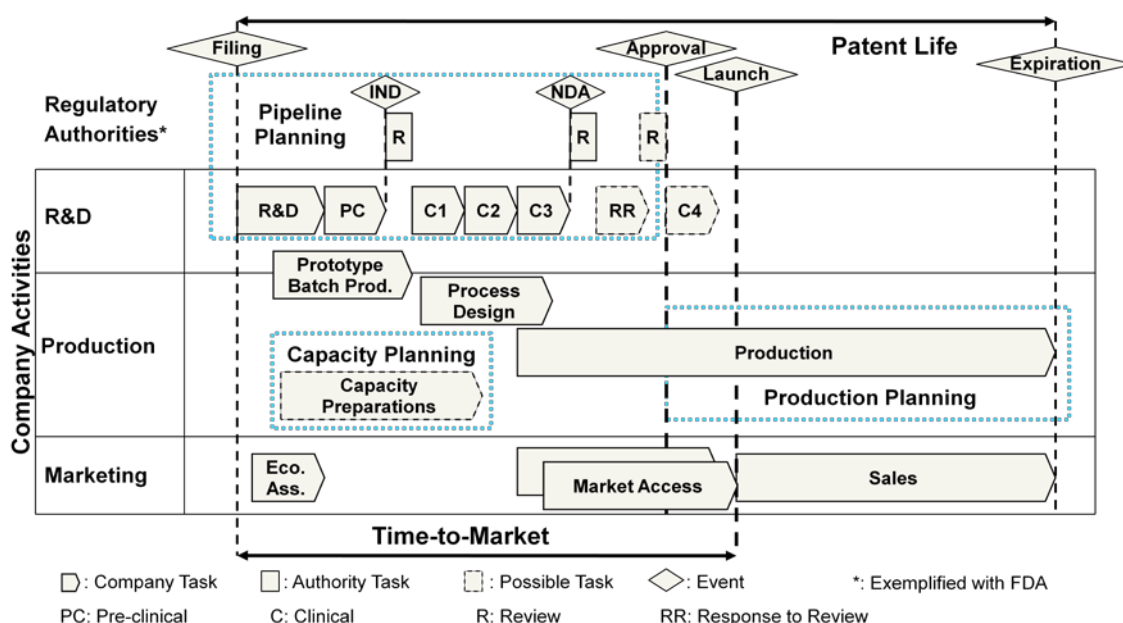 Filing
Approval
Patent Life
Launch
Expiration
Regulatory
Authorities*
Pipeline
Planning
IND
NDA
R
R
R
Company Activities
R&D
R&D
PC
C1
C2
C3
RR
C4
Prototype
Batch Prod.
Process
Design
Production
Capacity Planning
Capacity
Preparations
Production
Production Planning
Marketing
Eco.
Ass.
Market Access
Sales
Time-to-Market
: Company Task
: Authority Task
: Possible Task
: Event
*: Exemplified with FDA
PC: Pre-clinical
C: Clinical
R: Review
RR: Response to Review